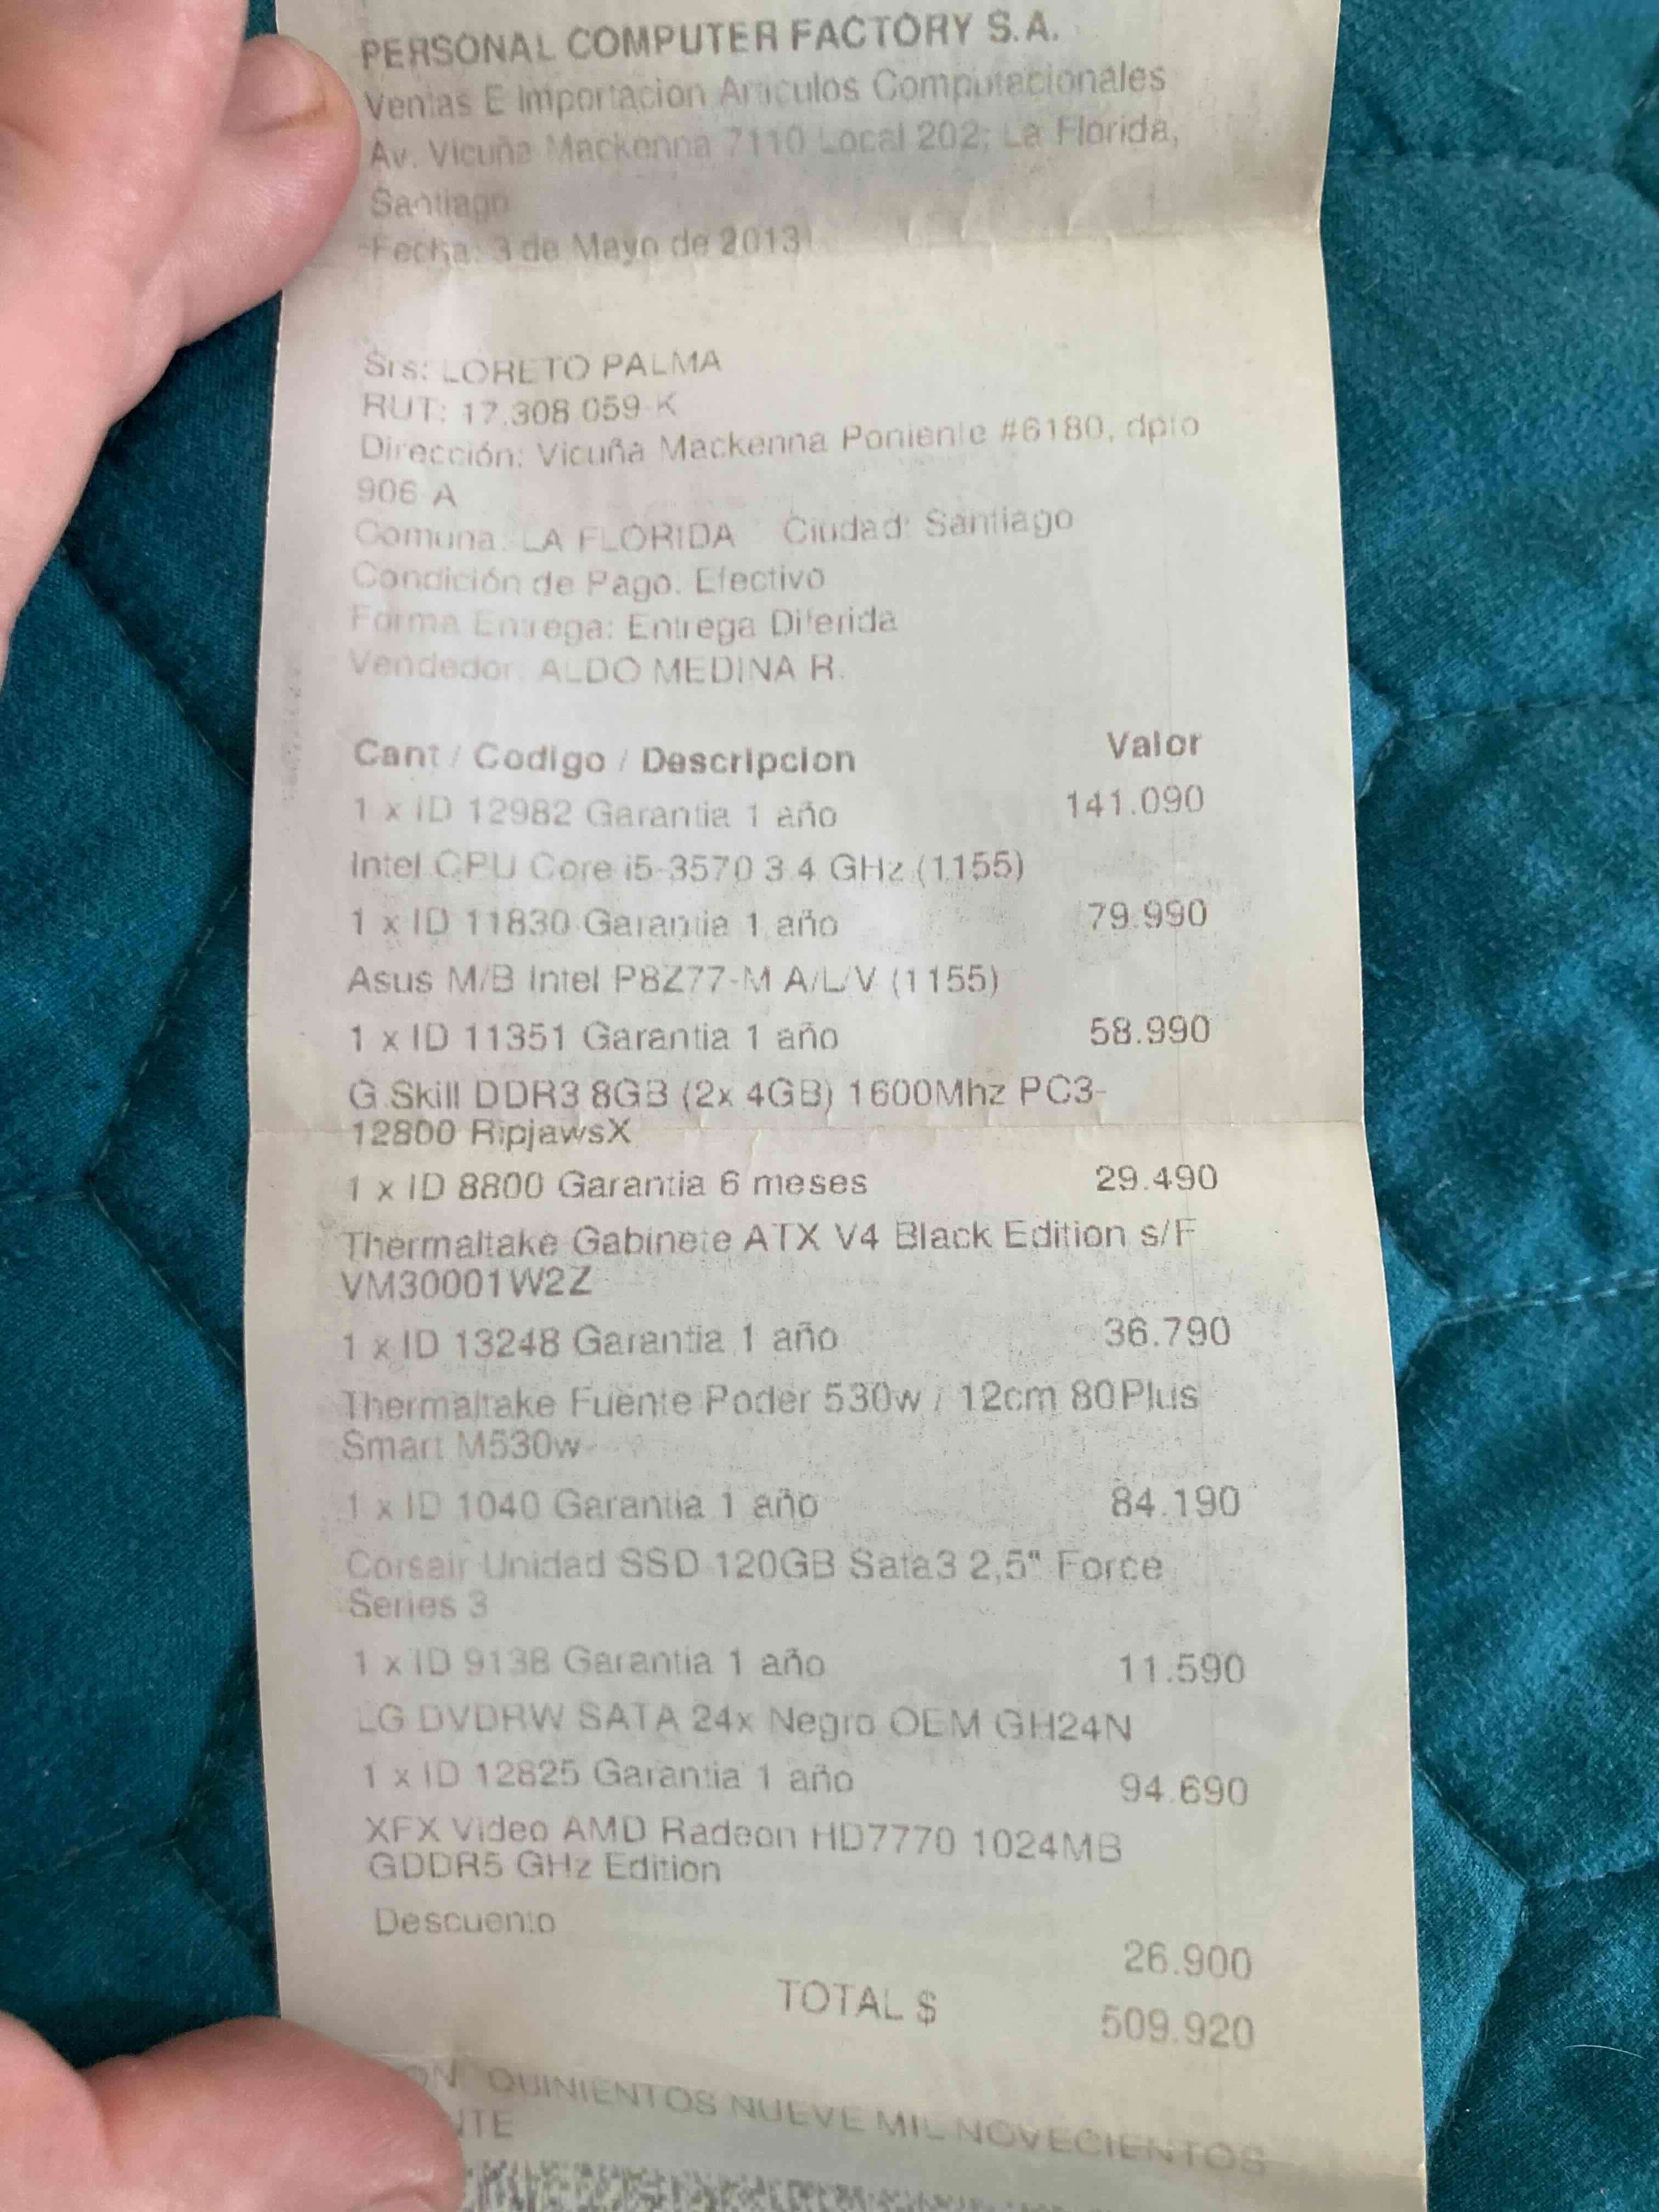 PERSONAL COMPUTER FACTORY S.A.
Ventas E Importacion Articulos Computacionales
Av. Vicuña Mackenna 7110 Local 202; La Florida,
Santiago
Fecha: 3 de Mayo de 2013
Srs: LORETO PALMA
RUT: 17.308.059-K
Dirección: Vicuña Mackenna Poniente #6180, dpto
906 A
Comuna: LA FLORIDA Ciudad: Santiago
Condición de Pago: Efectivo
Forma Entrega: Entrega Diferida
Vendedor: ALDO MEDINA R.
Cant / Codigo / Descripcion Valor
1 x ID 12982 Garantia 1 año 141.090
Intel CPU Core i5-3570 3.4 GHz (1155)
1 x ID 11830 Garantia 1 año 79.990
Asus M/B Intel P8Z77-M A/L/V (1155)
1 x ID 11351 Garantia 1 año 58.990
G.Skill DDR3 8GB (2x 4GB) 1600Mhz PC3-
12800 RipjawsX
1 x ID 8800 Garantia 6 meses 29.490
Thermaltake Gabinete ATX V4 Black Edition s/F
VM30001W2Z
1 x ID 13248 Garantia 1 año 36.790
Thermaltake Fuente Poder 530w / 12cm 80Plus
Smart M530w
1 x ID 1040 Garantia 1 año 84.190
Corsair Unidad SSD 120GB Sata3 2,5" Force
Series 3
1 x ID 9138 Garantia 1 año 11.590
LG DVDRW SATA 24x Negro OEM GH24N
1 x ID 12825 Garantia 1 año 94.690
XFX Video AMD Radeon HD7770 1024MB
GDDR5 GHz Edition
Descuento 26.900
TOTAL $ 509.920
QUINIENTOS NUEVE MIL NOVECIENTOS